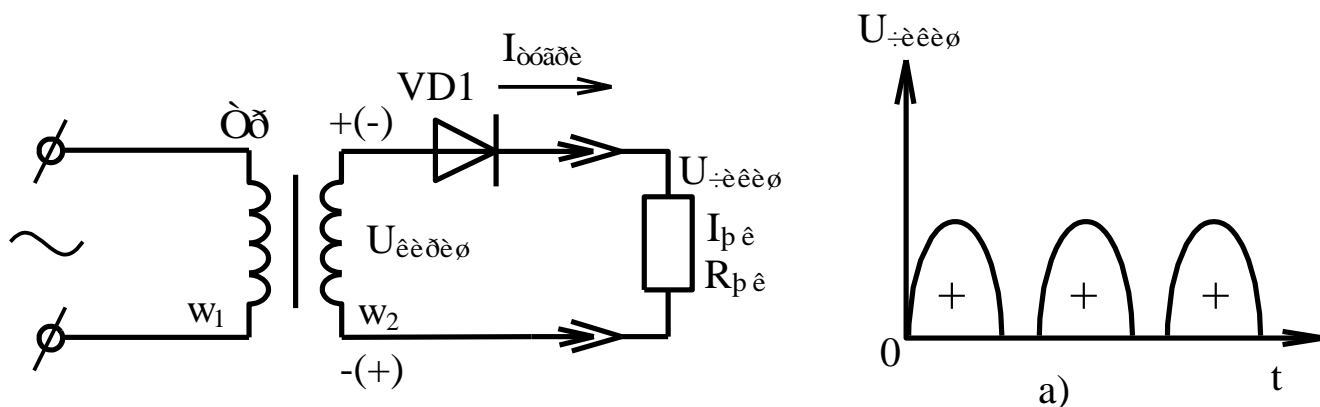 U÷èêèø
Iòóãðè
VD1
Òð
+(-)
U÷èêèø
Uêèðèø
Iþ ê
Rþ ê
+ + +
w1
w2
0
-(+)
a)
t